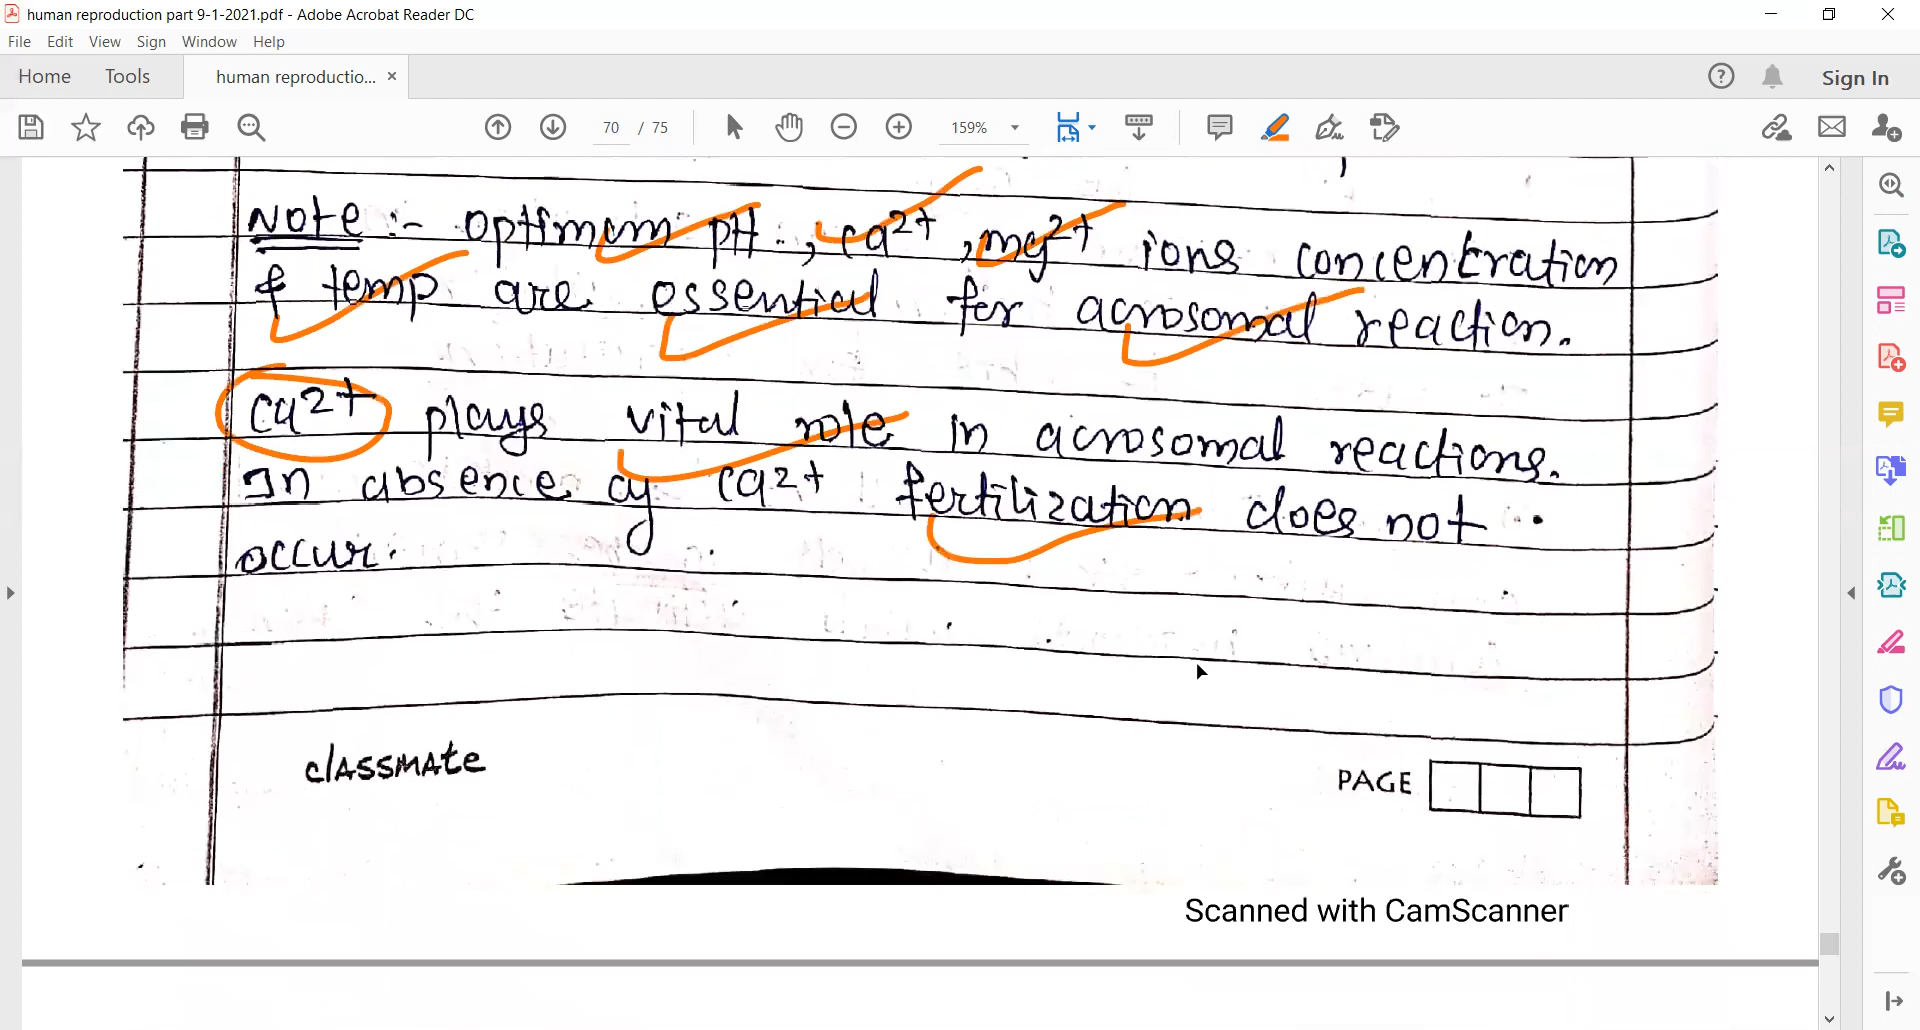 human reproduction part 9-1-2021.pdf - Adobe Acrobat Reader DC
File Edit View Sign Window Help
Home Tools human reproductio... × Sign In
70 / 75 159%
Note :- optimum pH , Ca2+ , mg2+ ions concentration
& temp are essential for acrosomal reaction.
Ca2+ plays vital role in acrosomal reactions.
In absence of Ca2+ fertilization does not
occur.
classmate
PAGE
Scanned with CamScanner